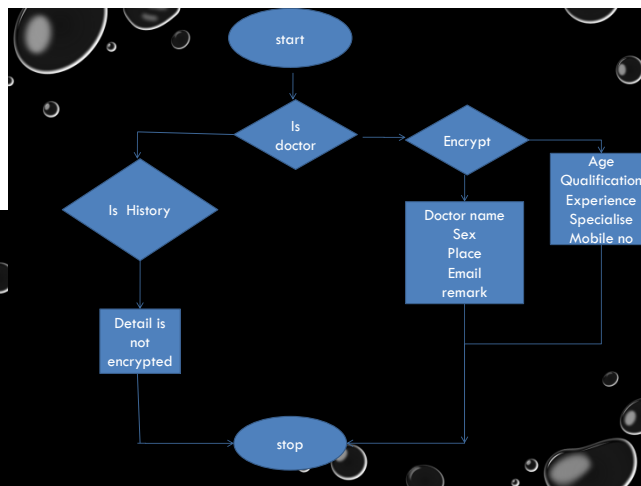 start
Is
doctor
Encrypt
Age
Qualification
Experience
Specialise
Mobile no
Is History
Doctor name
Sex
Place
Email
remark
Detail is
not
encrypted
stop